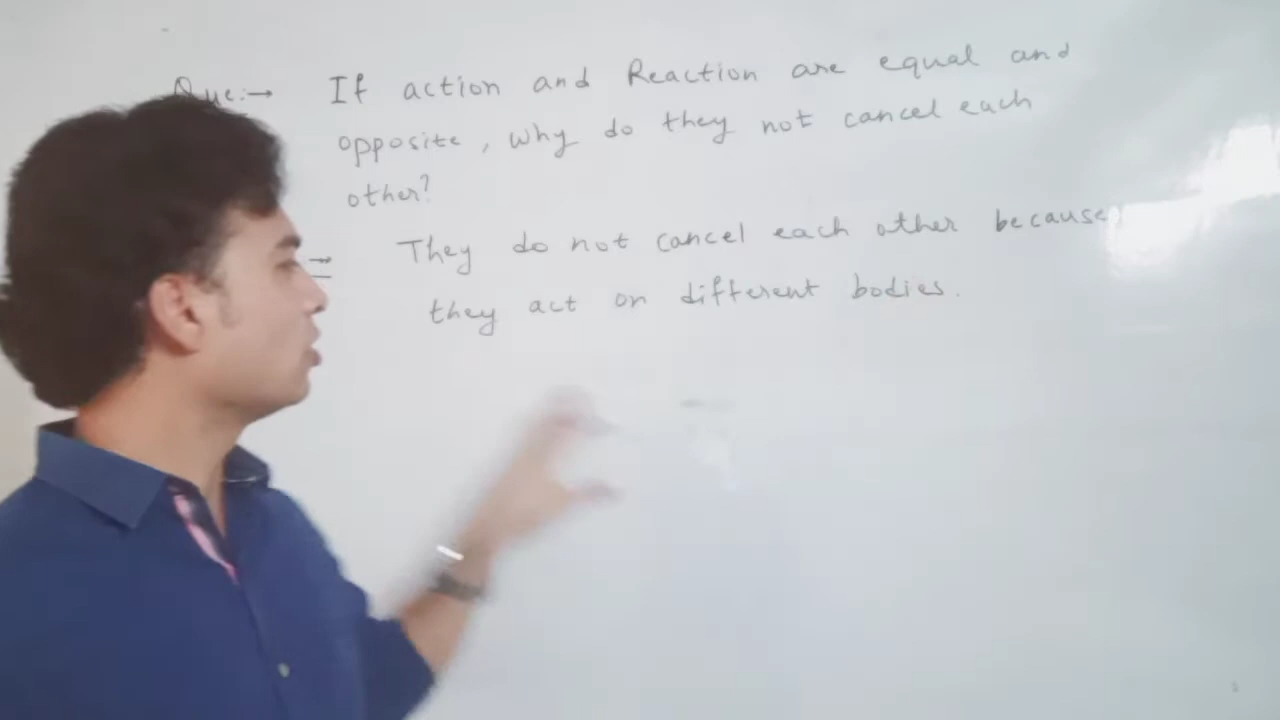 Que:→ If action and Reaction are equal and
opposite, why do they not cancel each
other?
→ They do not cancel each other because
they act on different bodies.